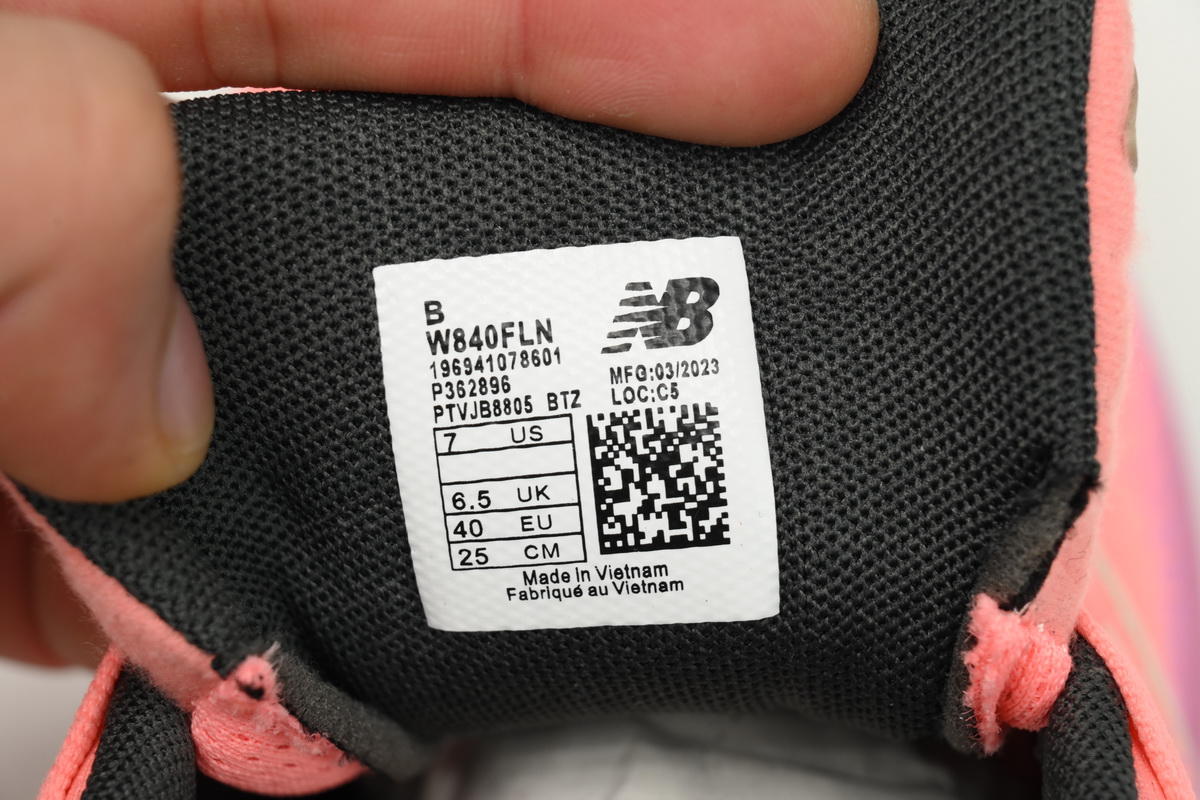 B
W840FLN
196941078601
P362896
PTVJB8805 BTZ
NB
MFG:03/2023
LOC:C5
7 US
6.5 UK
40 EU
25 CM
Made In Vietnam
Fabriqué au Vietnam